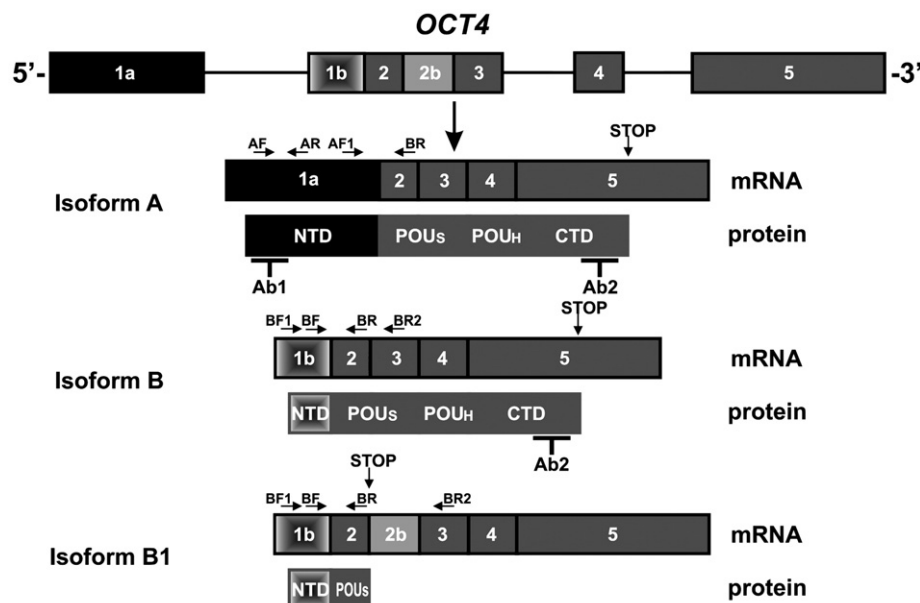 OCT4
5'- 1a 1b 2 2b 3 4 5 -3'
AF AR AF1 BR STOP
Isoform A 1a 2 3 4 5 mRNA
NTD POUS POUH CTD protein
Ab1 Ab2
BF1 BF BR BR2 STOP
Isoform B 1b 2 3 4 5 mRNA
NTD POUS POUH CTD protein
Ab2
STOP
BF1 BF BR BR2
Isoform B1 1b 2 2b 3 4 5 mRNA
NTD POUs protein